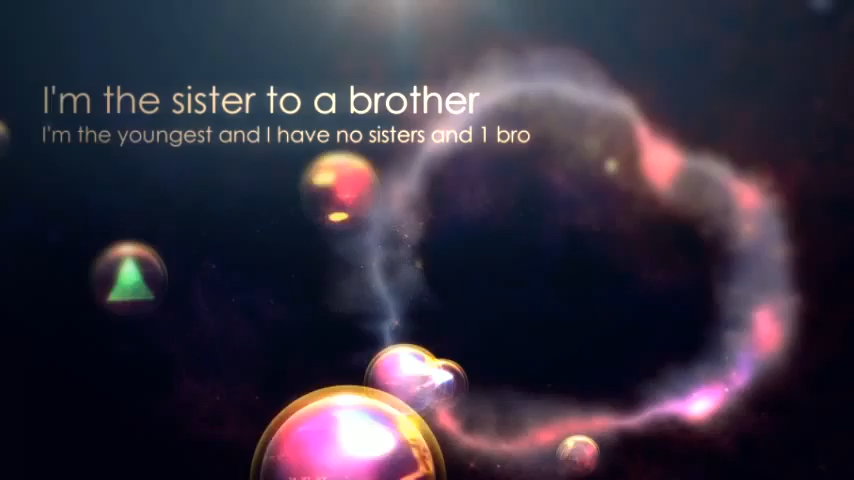 I'm the sister to a brother
I'm the youngest and I have no sisters and 1 bro